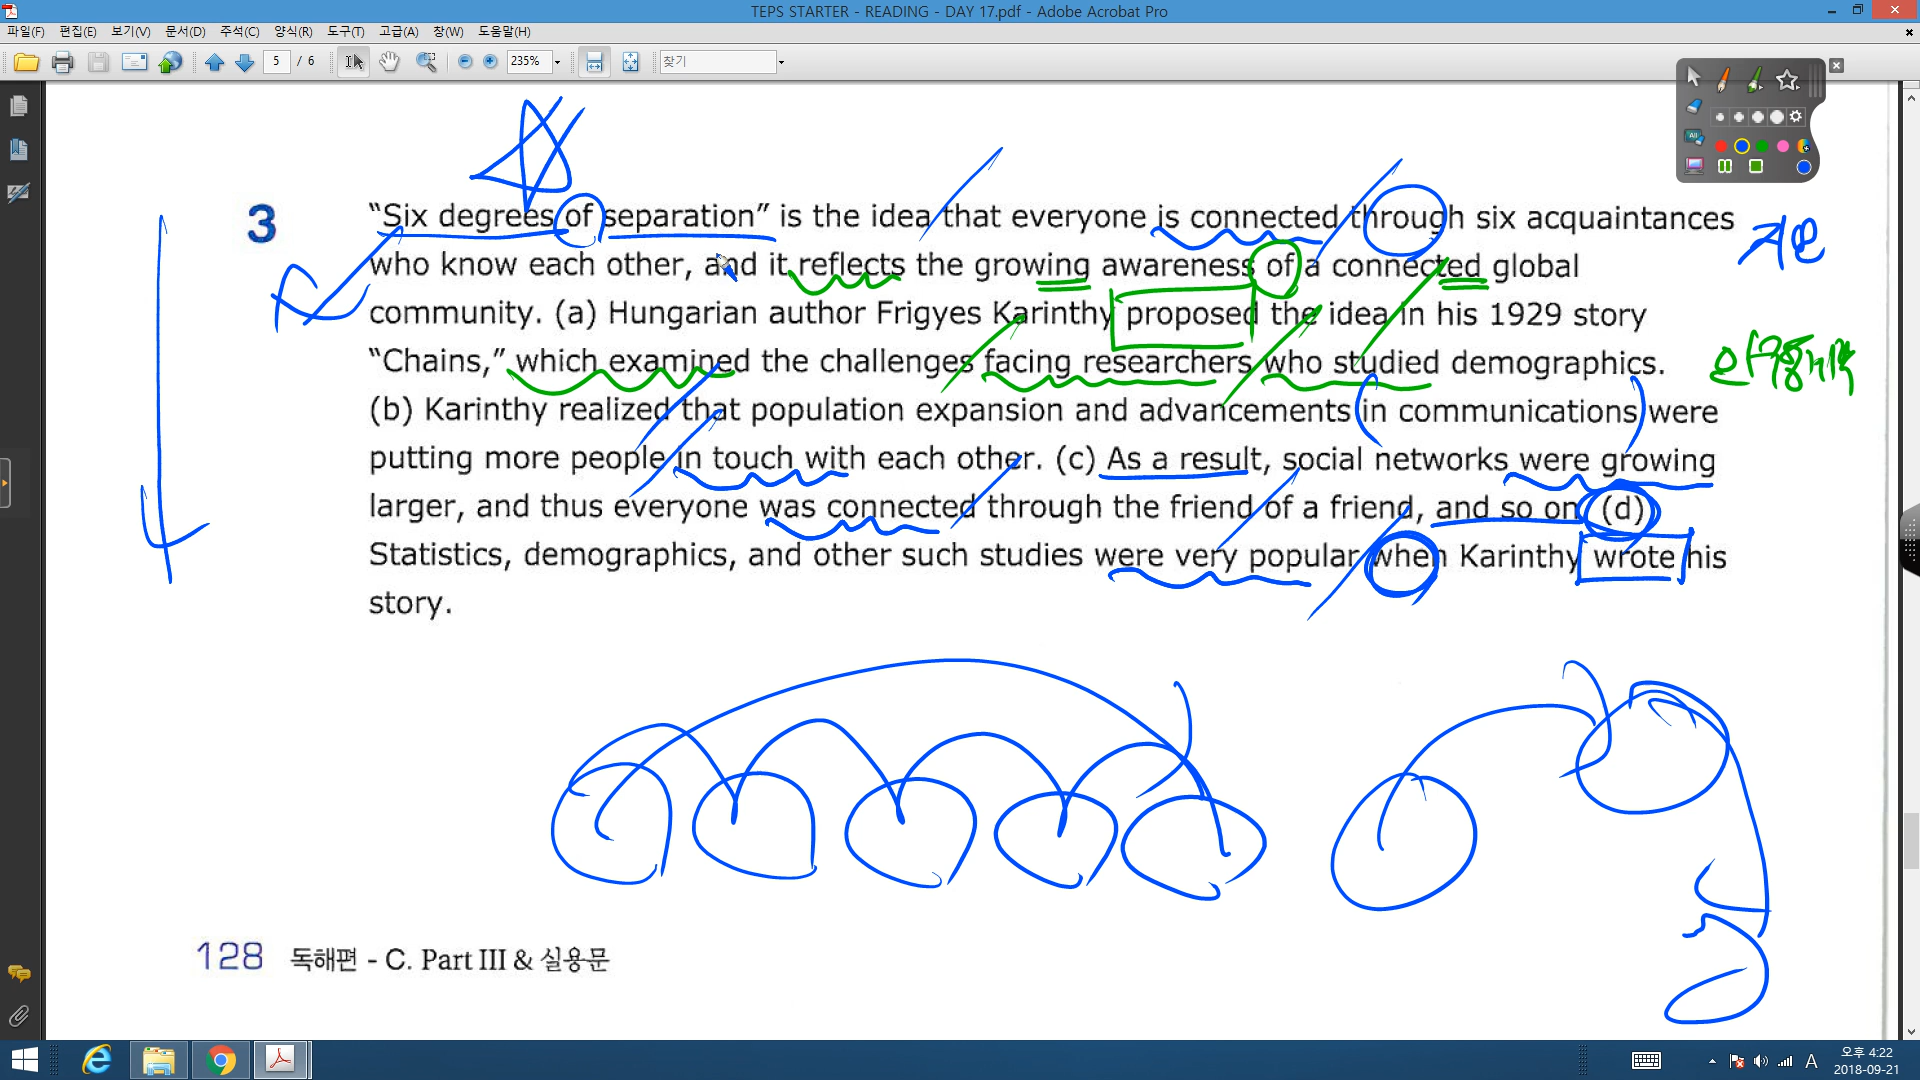 TEPS STARTER - READING - DAY 17.pdf - Adobe Acrobat Pro
파일(F) 편집(E) 보기(V) 문서(D) 주석(C) 양식(R) 도구(T) 고급(A) 창(W) 도움말(H)
5 / 6 235% 찾기
3 “Six degrees of separation” is the idea that everyone is connected through six acquaintances
who know each other, and it reflects the growing awareness of a connected global
community. (a) Hungarian author Frigyes Karinthy proposed the idea in his 1929 story
“Chains,” which examined the challenges facing researchers who studied demographics.
(b) Karinthy realized that population expansion and advancements in communications were
putting more people in touch with each other. (c) As a result, social networks were growing
larger, and thus everyone was connected through the friend of a friend, and so on (d)
Statistics, demographics, and other such studies were very popular when Karinthy wrote his
story.
128 독해편 - C. Part III & 실용문
All
A 오후 4:22
2018-09-21